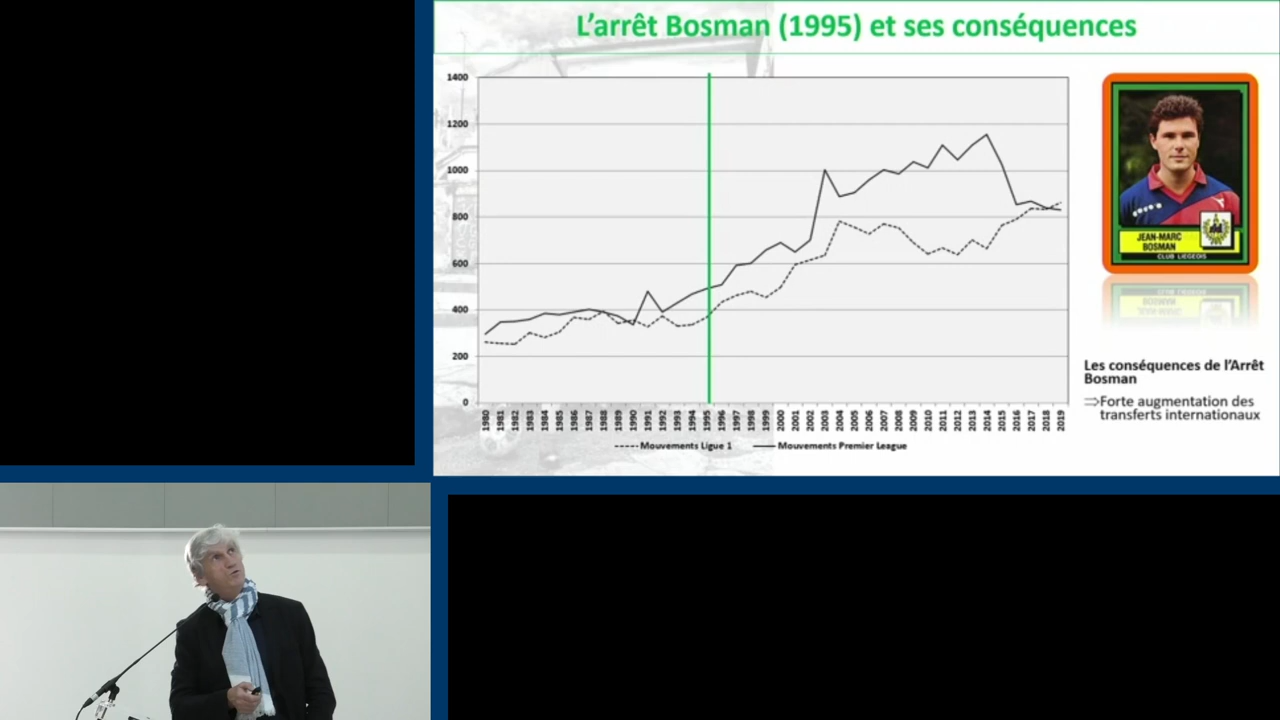 L'arrêt Bosman (1995) et ses conséquences
1400
1200
1000
800
600
400
200
0
1980 1981 1982 1983 1984 1985 1986 1987 1988 1989 1990 1991 1992 1993 1994 1995 1996 1997 1998 1999 2000 2001 2002 2003 2004 2005 2006 2007 2008 2009 2010 2011 2012 2013 2014 2015 2016 2017 2018 2019
Mouvements Ligue 1 Mouvements Premier League
JEAN-MARC
BOSMAN
CLUB LIEGEOIS
Les conséquences de l'Arrêt
Bosman
⇒Forte augmentation des
transferts internationaux